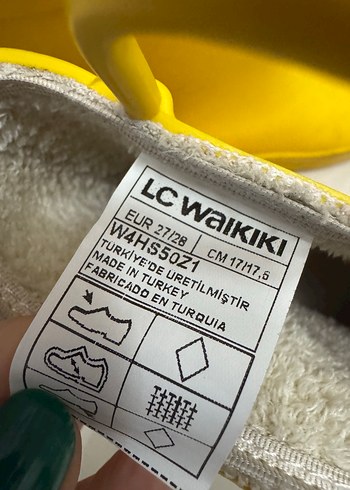 LC WAIKIKI
EUR 27/28 CM 17/17,5
W4HS50Z1
TÜRKİYE'DE ÜRETİLMİŞTİR
MADE IN TURKEY
FABRICADO EN TURQUIA